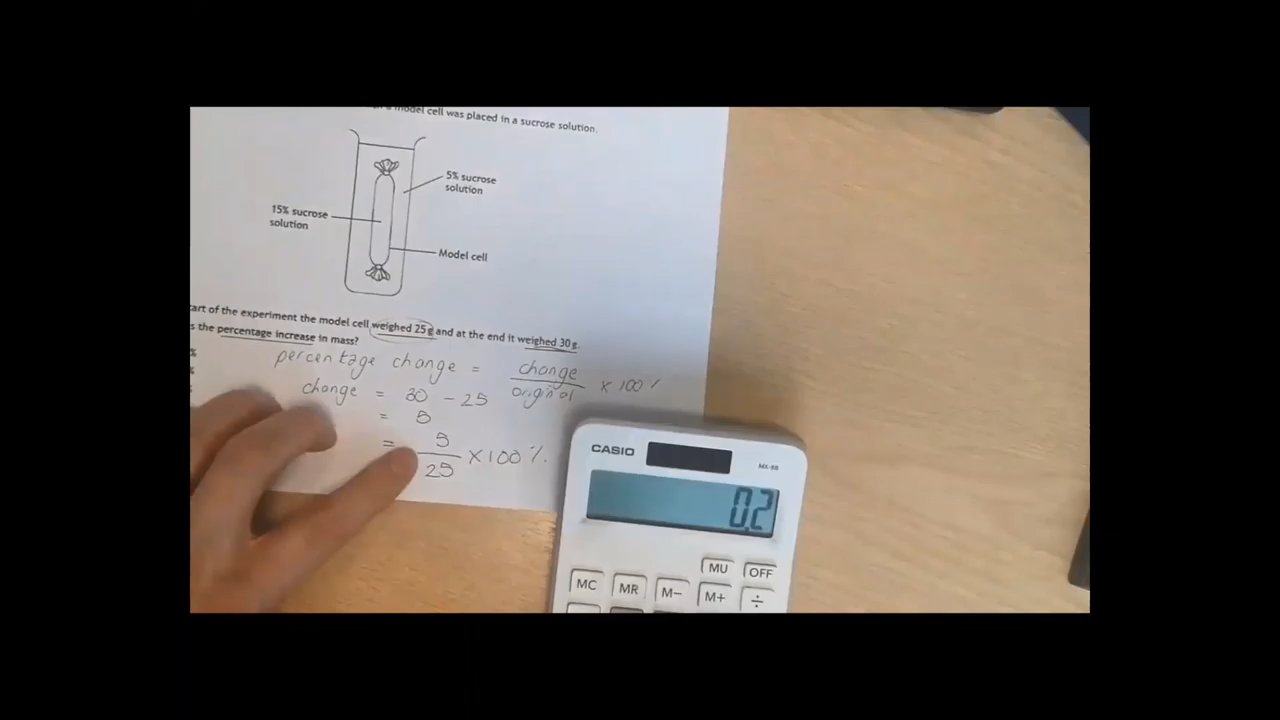 model cell was placed in a sucrose solution.
5% sucrose
solution
15% sucrose
solution
Model cell
art of the experiment the model cell weighed 25 g and at the end it weighed 30 g.
s the percentage increase in mass?
%
percentage change = change / original × 100%
change = 30 - 25
= 5
= 5 / 25 × 100%.
CASIO
MX-8B
0.2
MU OFF
MC MR M− M+ ÷